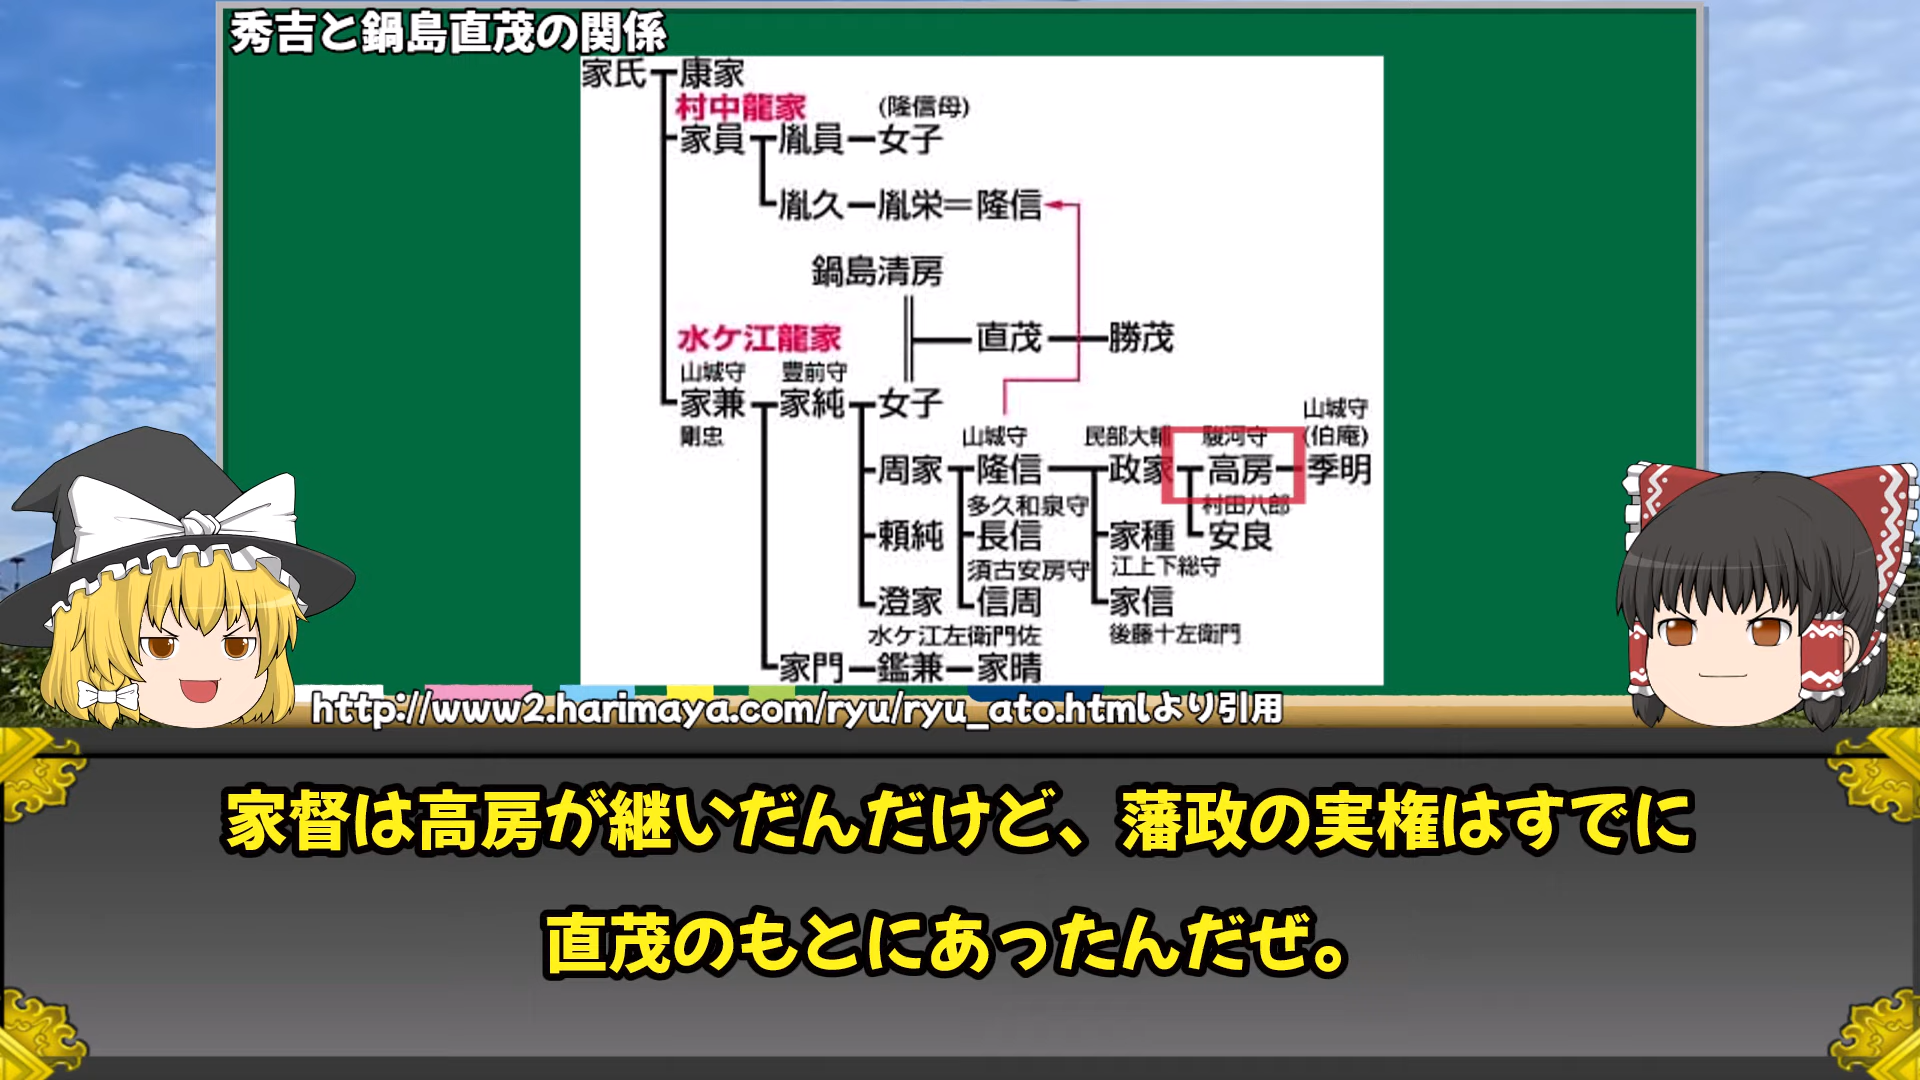 秀吉と鍋島直茂の関係
家氏 康家
村中龍家 (隆信母)
家員 胤員 女子
胤久 胤栄＝隆信
鍋島清房
直茂 勝茂
水ケ江龍家
山城守 豊前守
家兼 家純 女子
剛忠
山城守
山城守 民部大輔 駿河守 (伯庵)
周家 隆信 政家 高房 季明
多久和泉守 村田八郎
頼純 長信 家種 安良
須古安房守 江上下総守
澄家 信周 家信
水ケ江左衛門佐 後藤十左衛門
家門 鑑兼 家晴
http://www2.harimaya.com/ryu/ryu_ato.htmlより引用
家督は高房が継いだんだけど、藩政の実権はすでに
直茂のもとにあったんだぜ。